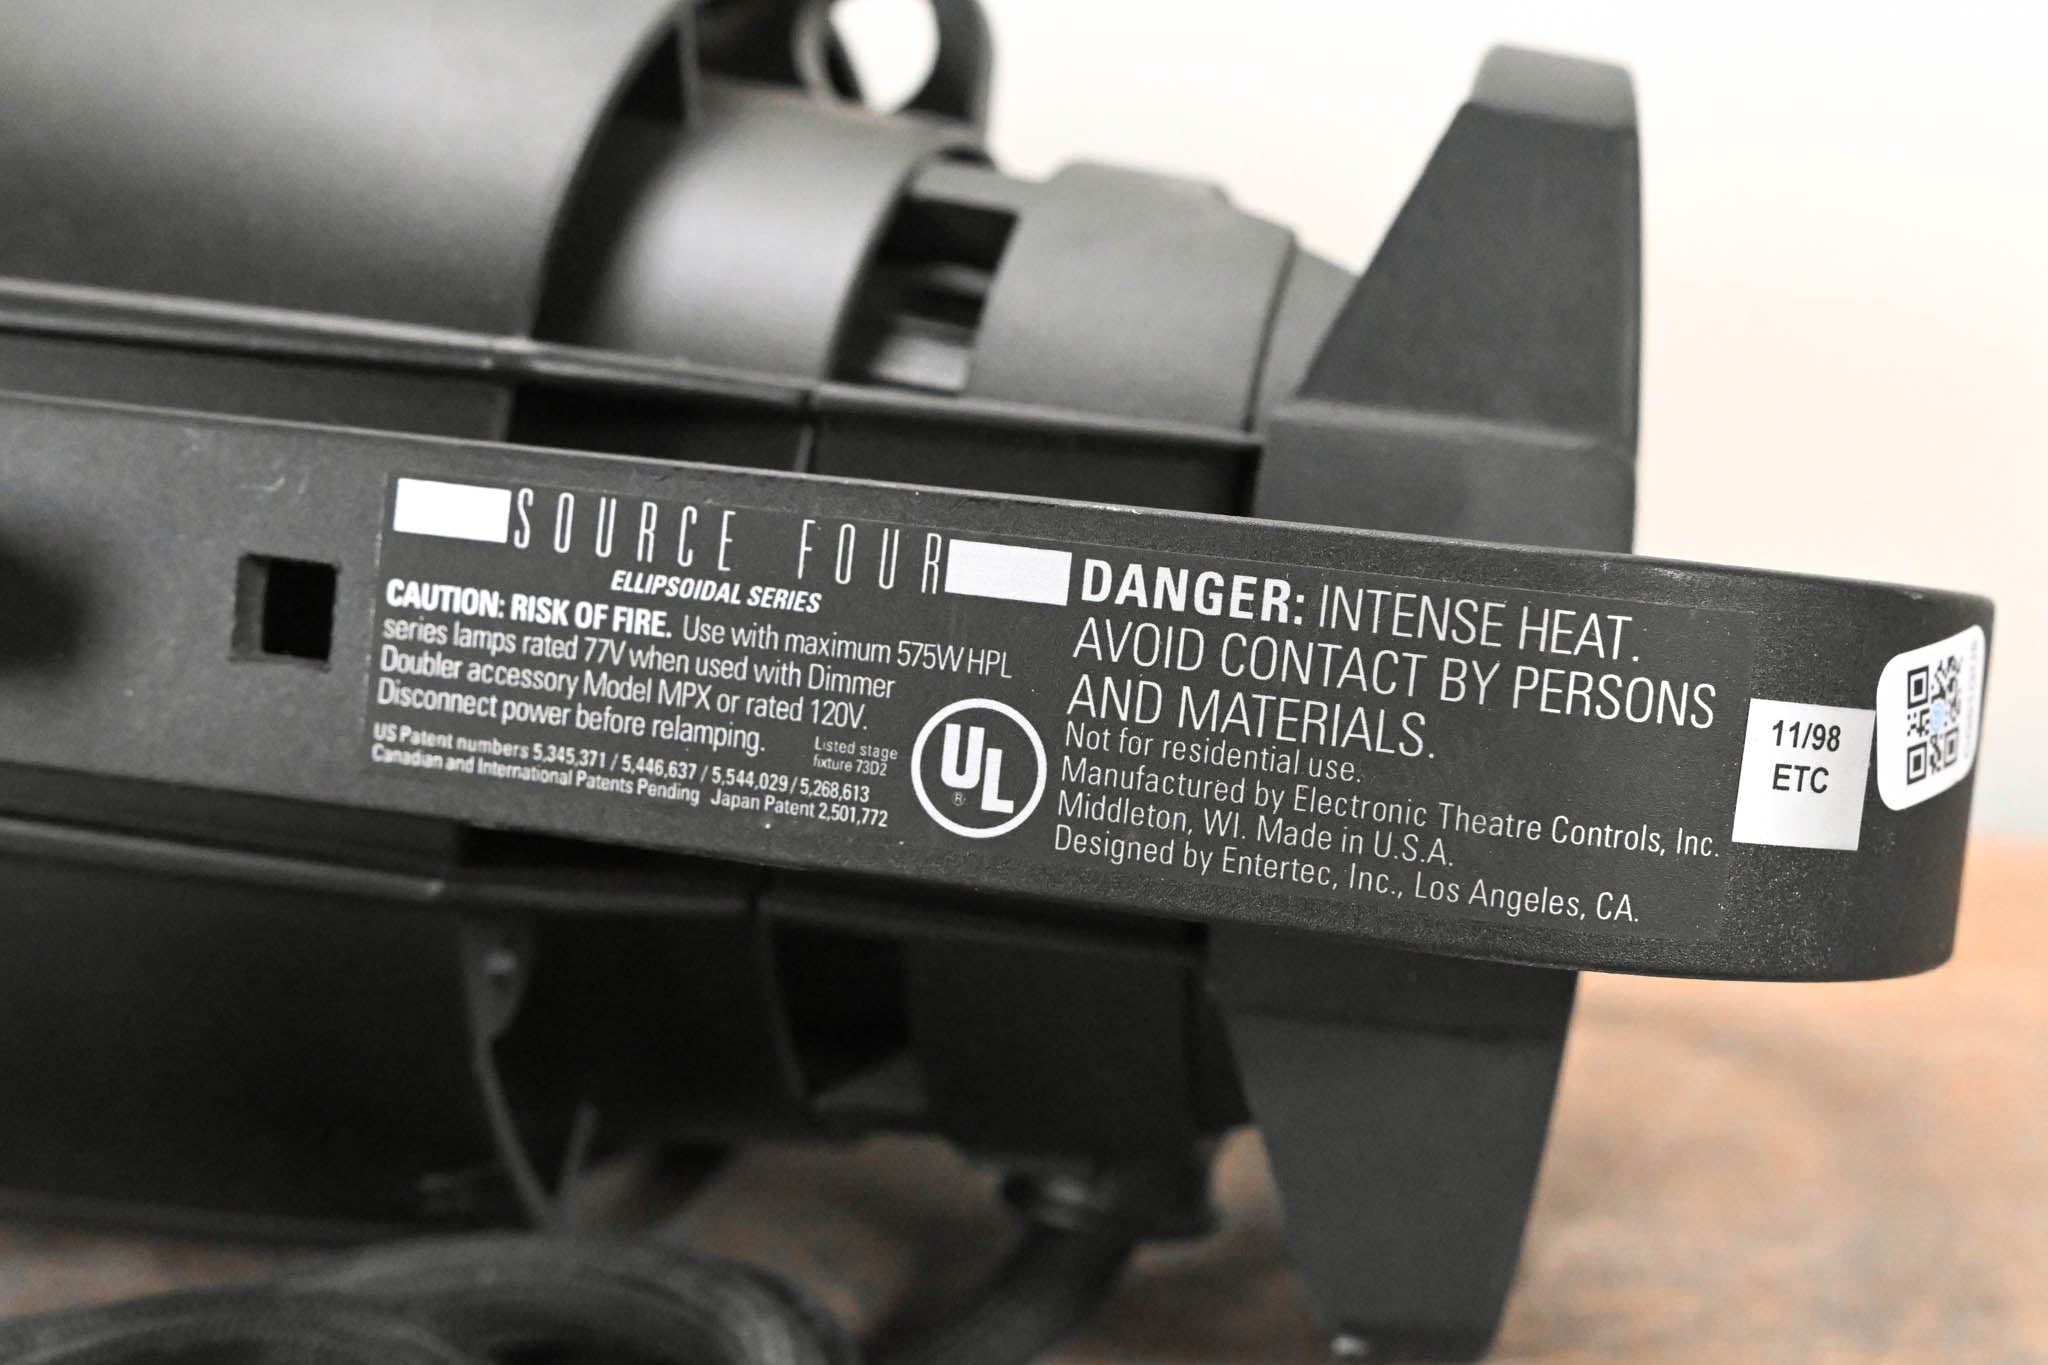 SOURCE FOUR
ELLIPSOIDAL SERIES
CAUTION: RISK OF FIRE. Use with maximum 575W HPL
series lamps rated 77V when used with Dimmer
Doubler accessory Model MPX or rated 120V.
Disconnect power before relamping.
Listed stage
fixture 73D2
US Patent numbers 5,345,371 / 5,446,637 / 5,544,029 / 5,268,613
Canadian and International Patents Pending Japan Patent 2,501,772
UL
®
DANGER: INTENSE HEAT.
AVOID CONTACT BY PERSONS
AND MATERIALS.
Not for residential use.
Manufactured by Electronic Theatre Controls, Inc.
Middleton, WI. Made in U.S.A.
Designed by Entertec, Inc., Los Angeles, CA.
11/98
ETC